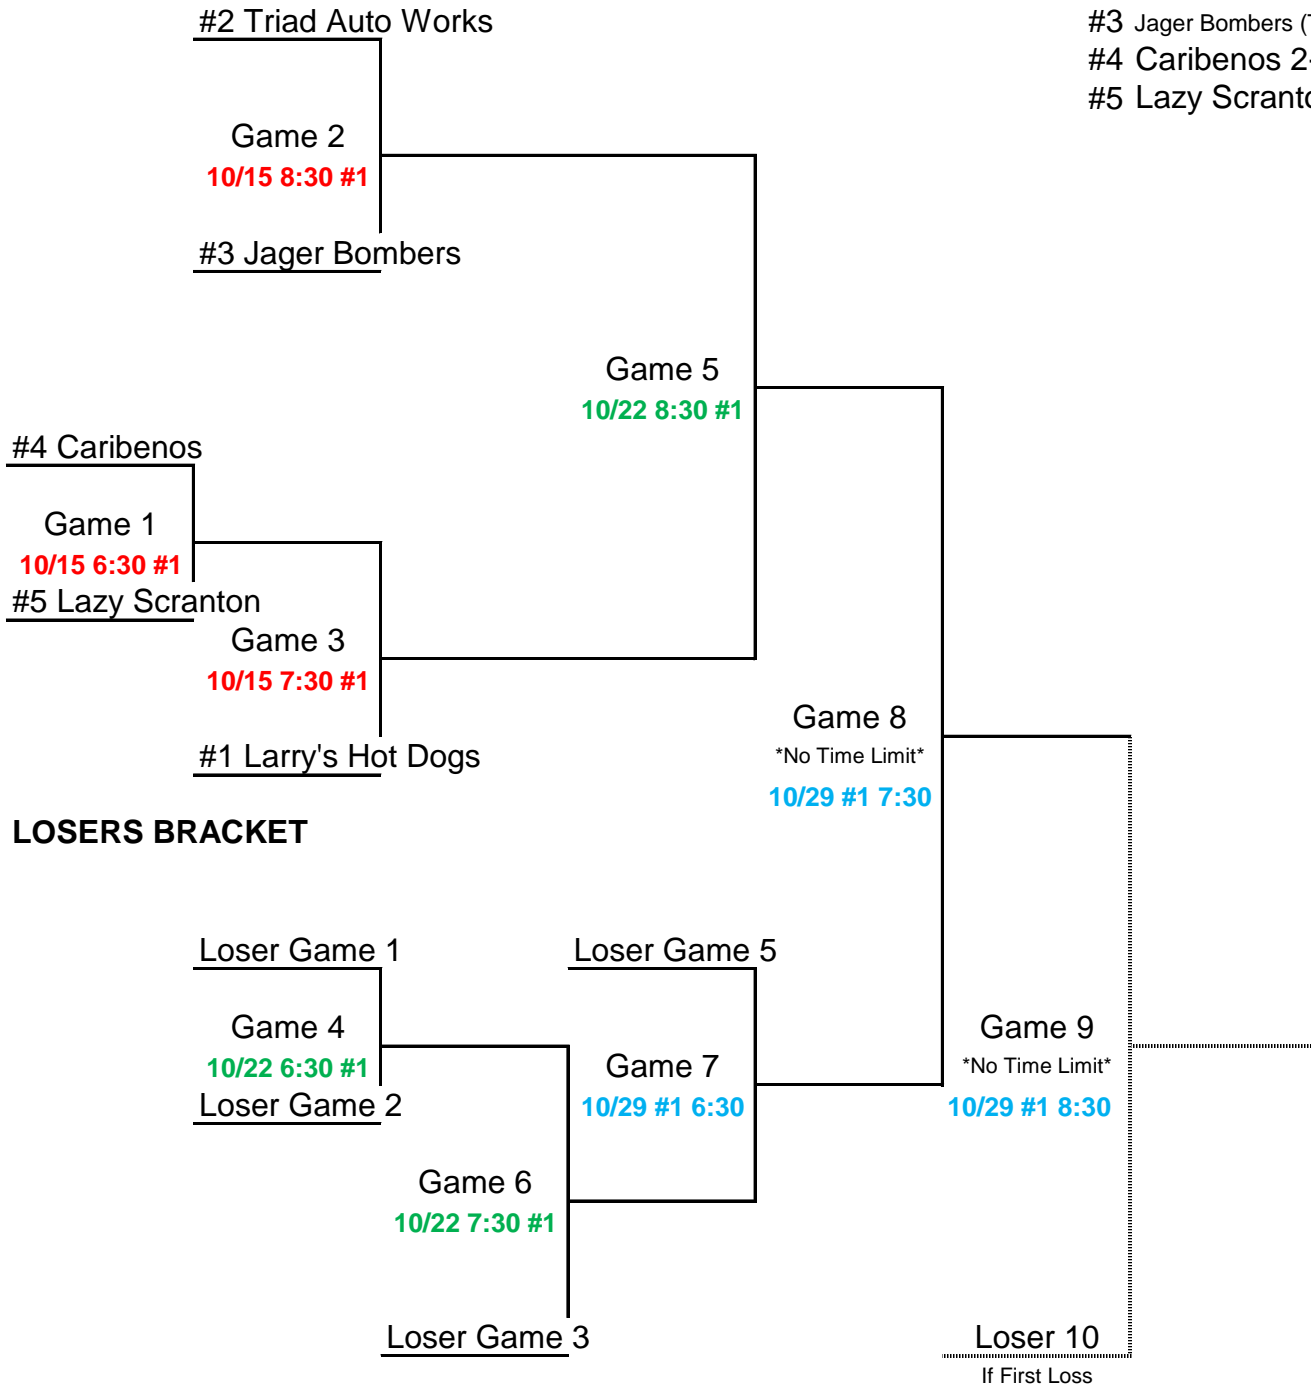 #2 Triad Auto Works
#3 Jager Bombers
#4 Caribenos
#5 Lazy
Game 2
10/15 8:30 #1
#3 Jager Bombers
Game 5
10/22 8:30 #1
#4 Caribenos
Game 1
10/15 6:30 #1
#5 Lazy Scranton
Game 3
10/15 7:30 #1
#1 Larry's Hot Dogs
Game 8
*No Time Limit*
10/29 #1 7:30
LOSERS BRACKET
Loser Game 1
Game 4
10/22 6:30 #1
Loser Game 2
Loser Game 5
Game 7
10/29 #1 6:30
Game 6
10/22 7:30 #1
Loser Game 3
Game 9
*No Time Limit*
10/29 #1 8:30
Loser 10
If First Loss